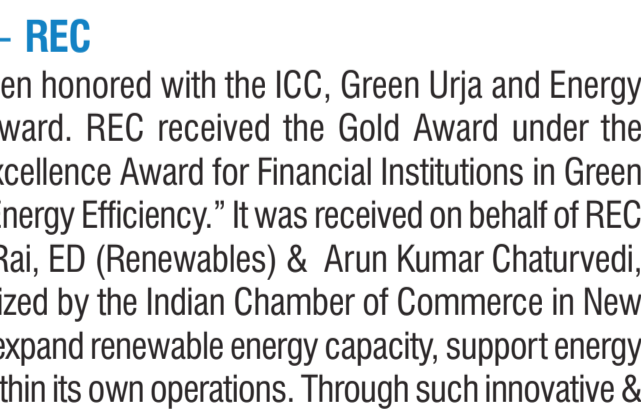 – REC
en honored with the ICC, Green Urja and Energy
ward. REC received the Gold Award under the
xcellence Award for Financial Institutions in Green
Energy Efficiency.” It was received on behalf of REC
Rai, ED (Renewables) & Arun Kumar Chaturvedi,
ized by the Indian Chamber of Commerce in New
expand renewable energy capacity, support energy
thin its own operations. Through such innovative &